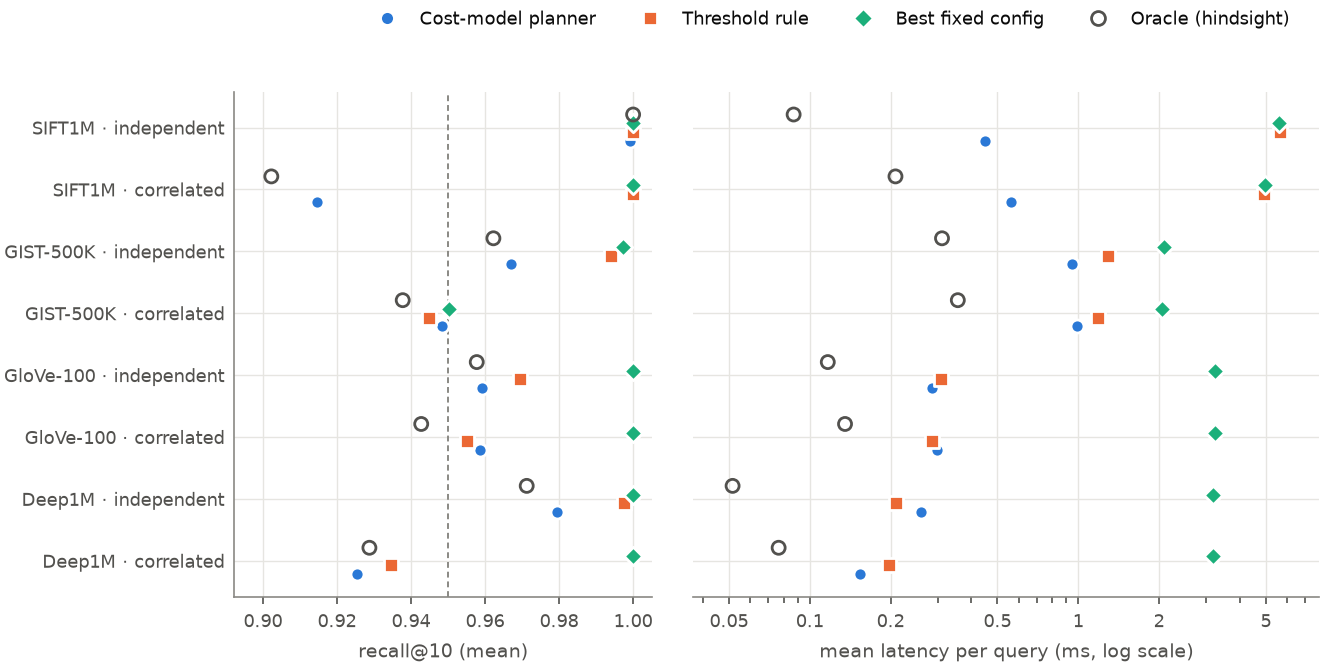 Cost-model planner Threshold rule Best fixed config Oracle (hindsight)
SIFT1M · independent
SIFT1M · correlated
GIST-500K · independent
GIST-500K · correlated
GloVe-100 · independent
GloVe-100 · correlated
Deep1M · independent
Deep1M · correlated
0.90 0.92 0.94 0.96 0.98 1.00
recall@10 (mean)
0.05 0.1 0.2 0.5 1 2 5
mean latency per query (ms, log scale)